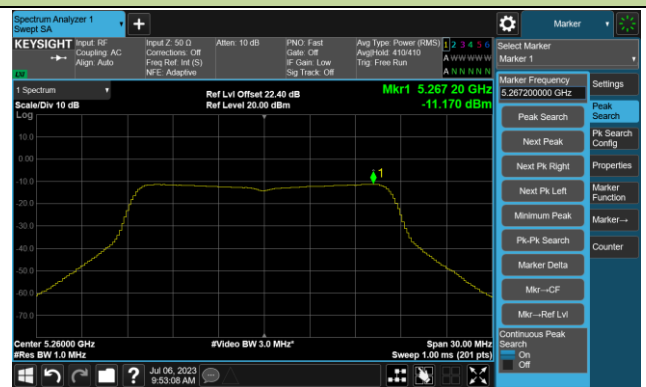 Spectrum Analyzer 1
Swept SA
+
Marker
KEYSIGHT
Input: RF
Coupling: AC
Align: Auto
Input Z: 50 Ω
Corrections: Off
Freq Ref: Int (S)
NFE: Adaptive
Atten: 10 dB
PNO: Fast
Gate: Off
IF Gain: Low
Sig Track: Off
Avg Type: Power (RMS)
Avg|Hold: 410/410
Trig: Free Run
1 2 3 4 5 6
A W W W W W
A N N N N N
Select Marker
Marker 1
LXI
1 Spectrum
Scale/Div 10 dB
Log
Ref Lvl Offset 22.40 dB
Ref Level 20.00 dBm
Mkr1 5.267 20 GHz
-11.170 dBm
10.0
0.00
-10.0
-20.0
-30.0
-40.0
-50.0
-60.0
-70.0
1
Center 5.26000 GHz
#Res BW 1.0 MHz
#Video BW 3.0 MHz*
Span 30.00 MHz
Sweep 1.00 ms (201 pts)
Marker Frequency
5.267200000 GHz
Peak Search
Next Peak
Next Pk Right
Next Pk Left
Minimum Peak
Pk-Pk Search
Marker Delta
Mkr→CF
Mkr→Ref Lvl
Continuous Peak
Search
On
Off
Settings
Peak
Search
Pk Search
Config
Properties
Marker
Function
Marker→
Counter
?
Jul 06, 2023
9:53:08 AM